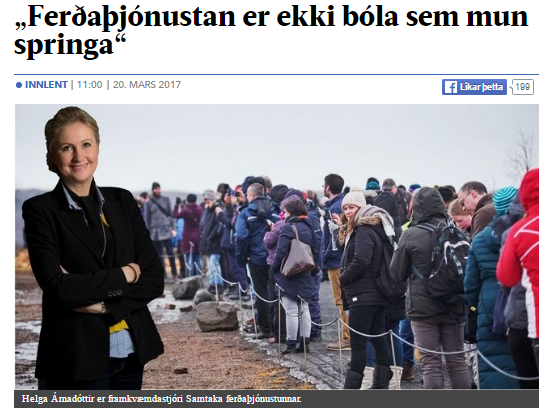 „Ferðaþjónustan er ekki bóla sem mun
springa“
INNLENT | 11:00 | 20. MARS 2017
Líkar þetta 199
Helga Árnadóttir er framkvæmdastjóri Samtaka ferðaþjónustunnar.